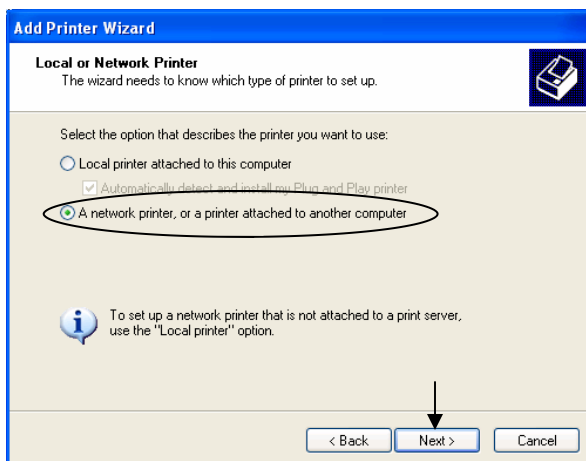 Add Printer Wizard
Local or Network Printer
The wizard needs to know which type of printer to set up.
Select the option that describes the printer you want to use:
Local printer attached to this computer
Automatically detect and install my Plug and Play printer
A network printer, or a printer attached to another computer
To set up a network printer that is not attached to a print server,
use the "Local printer" option.
< Back Next > Cancel